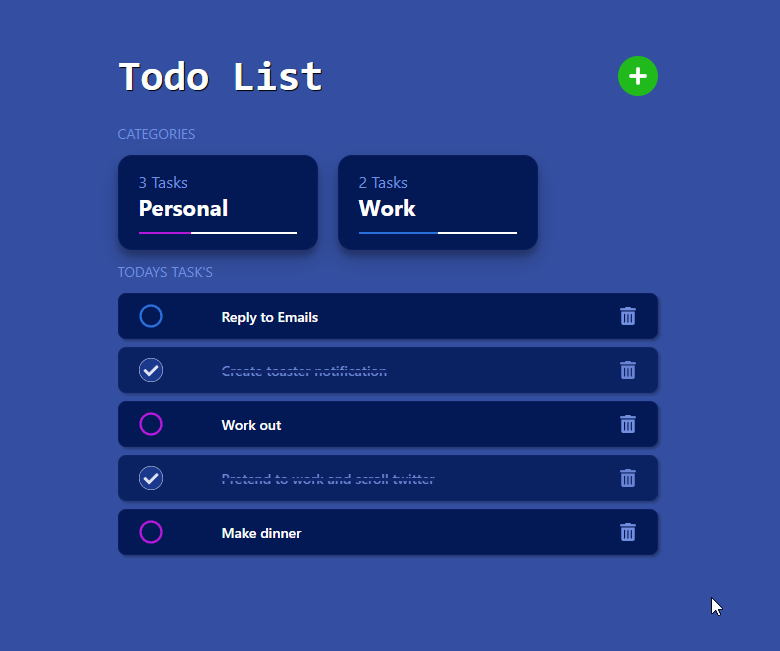 Todo List
CATEGORIES
3 Tasks
Personal
2 Tasks
Work
TODAYS TASK'S
Reply to Emails
Create toaster notification
Work out
Pretend to work and scroll twitter
Make dinner